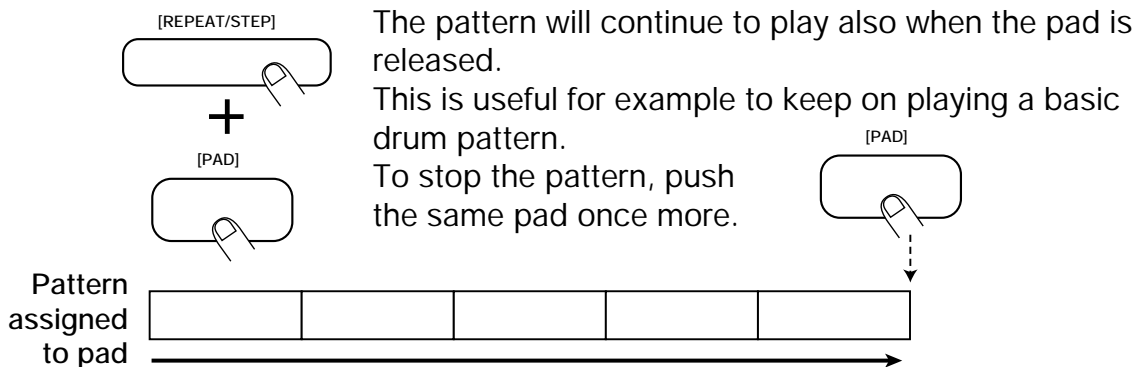 [REPEAT/STEP]
+
[PAD]
The pattern will continue to play also when the pad is
released.
This is useful for example to keep on playing a basic
drum pattern.
To stop the pattern, push
the same pad once more.
[PAD]
Pattern
assigned
to pad